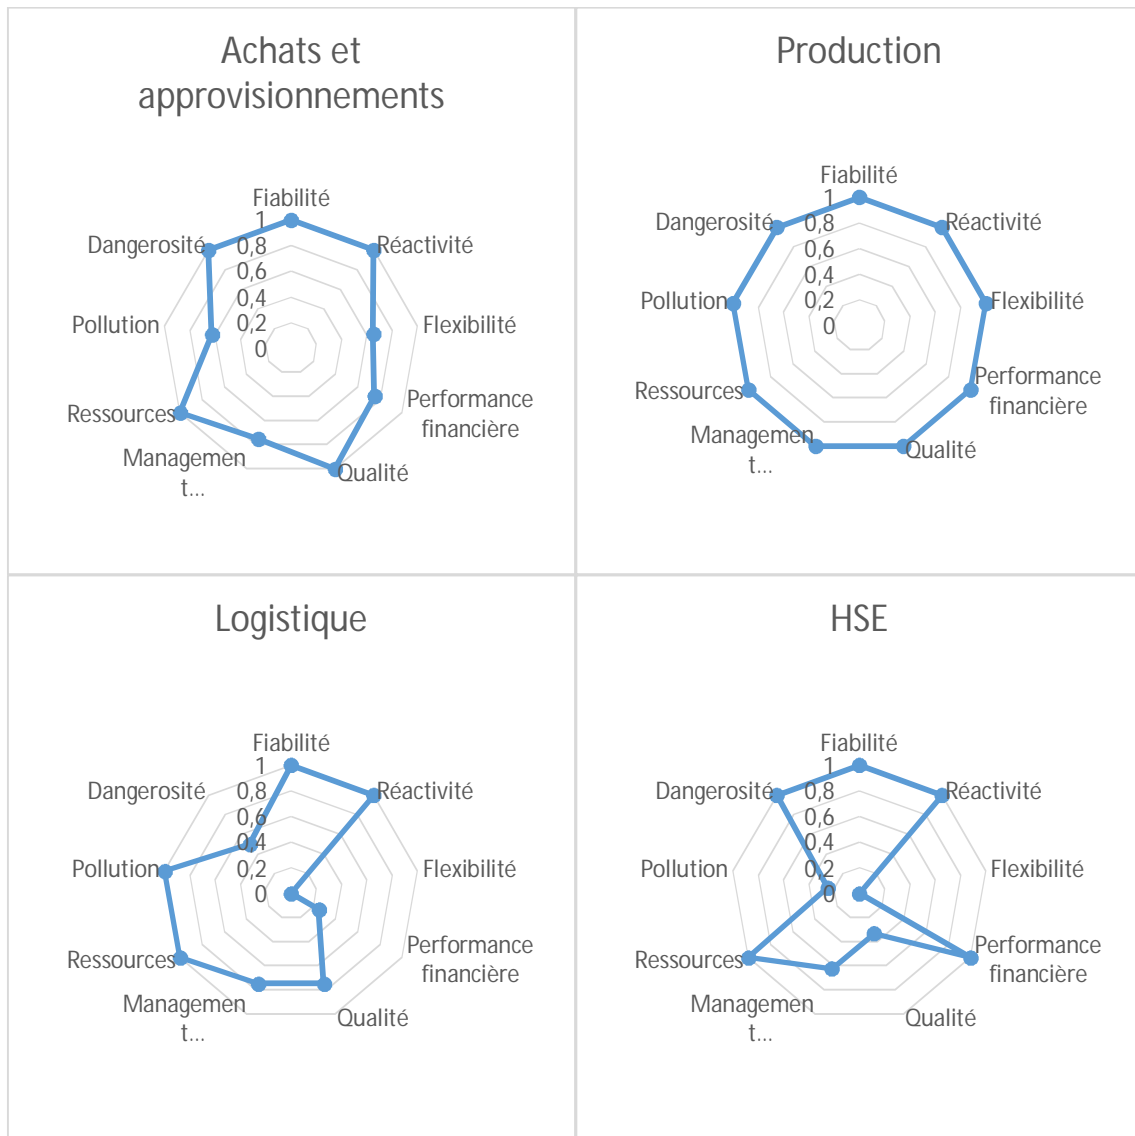 Achats et
approvisionnements
Fiabilité
1
0,8
0,6
0,4
0,2
0
Réactivité
Flexibilité
Performance
financière
Qualité
Managemen
t...
Ressources
Pollution
Dangerosité
Production
Fiabilité
1
0,8
0,6
0,4
0,2
0
Réactivité
Flexibilité
Performance
financière
Qualité
Managemen
t...
Ressources
Pollution
Dangerosité
Logistique
Fiabilité
1
0,8
0,6
0,4
0,2
0
Réactivité
Flexibilité
Performance
financière
Qualité
Managemen
t...
Ressources
Pollution
Dangerosité
HSE
Fiabilité
1
0,8
0,6
0,4
0,2
0
Réactivité
Flexibilité
Performance
financière
Qualité
Managemen
t...
Ressources
Pollution
Dangerosité